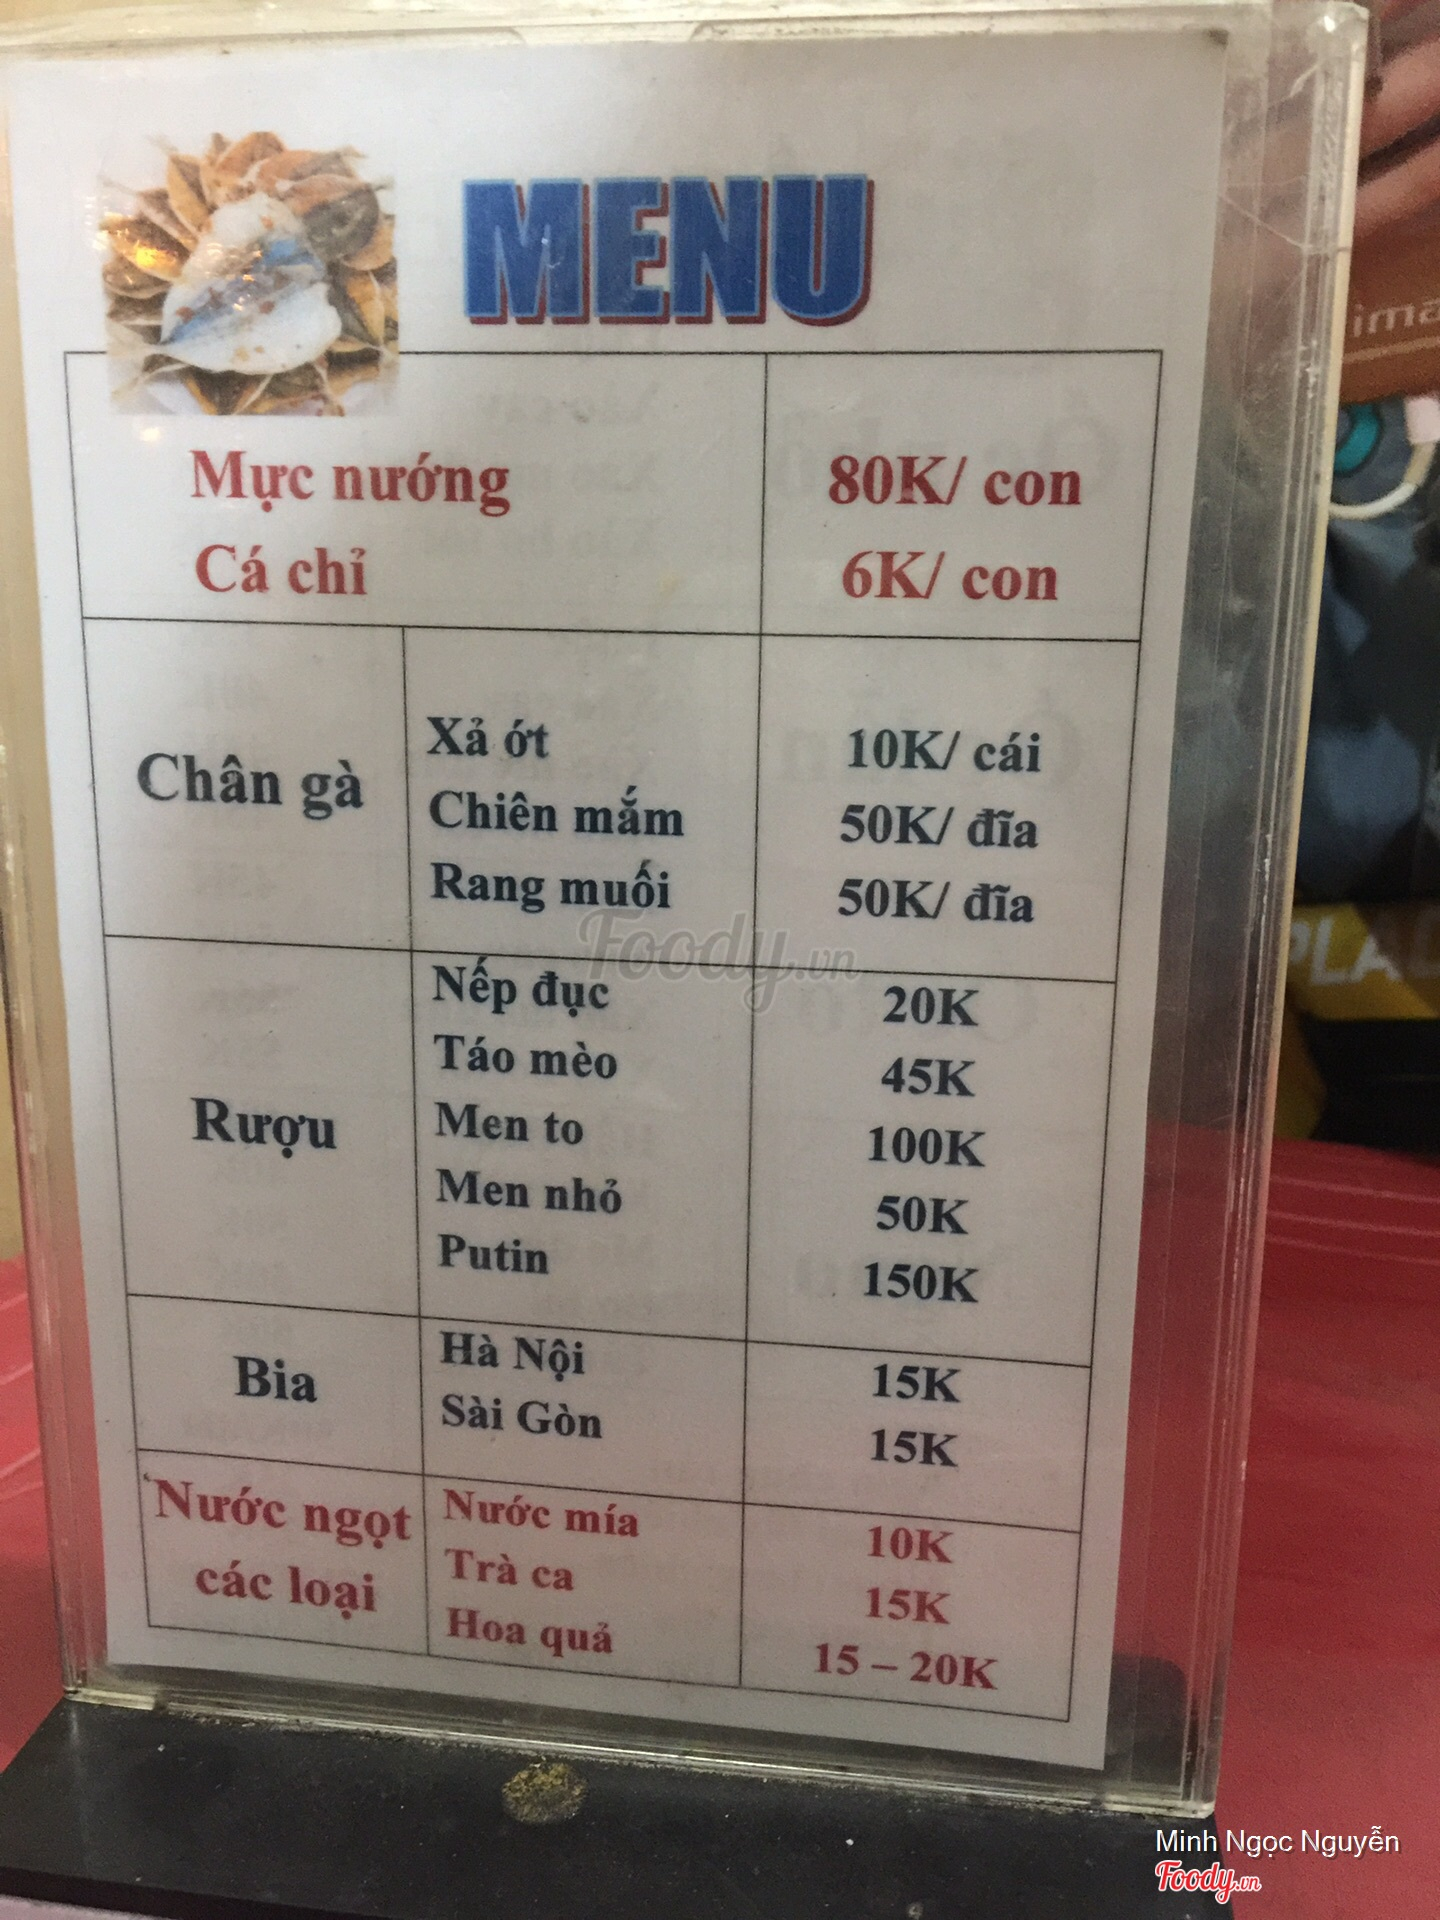 MENU
Mực nướng 80K/ con
Cá chỉ 6K/ con
Chân gà
Xả ớt 10K/ cái
Chiên mắm 50K/ đĩa
Rang muối 50K/ đĩa
Rượu
Nếp đục 20K
Táo mèo 45K
Men to 100K
Men nhỏ 50K
Putin 150K
Bia
Hà Nội 15K
Sài Gòn 15K
Nước ngọt
các loại
Nước mía 10K
Trà ca 15K
Hoa quả 15 – 20K
Foody.vn
Minh Ngọc Nguyễn
Foody.vn